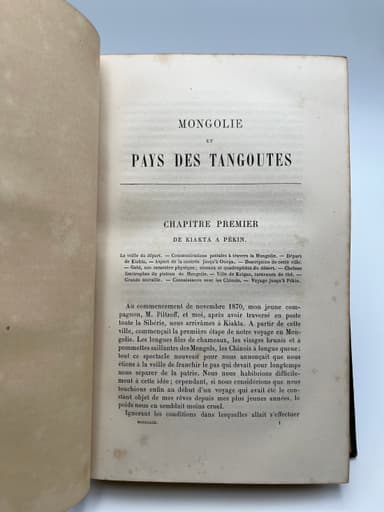 MONGOLIE
ET
PAYS DES TANGOUTES
CHAPITRE PREMIER
DE KIAKTA A PÉKIN.
La veille du départ. — Communications postales à travers la Mongolie. — Départ
de Kiakta. — Aspect de la contrée jusqu'à Ourga. — Description de cette ville.
— Gobi, son caractère physique; oiseaux et quadrupèdes du désert. — Chaînes
limitrophes du plateau de Mongolie. — Ville de Kalgan, caravanes de thé. —
Grande muraille. — Connaissance avec les Chinois. — Voyage jusqu'à Pékin.
Au commencement de novembre 1870, mon jeune com-
pagnon, M. Piltzoff, et moi, après avoir traversé en poste
toute la Sibérie, nous arrivâmes à Kiakta. A partir de cette
ville, commençait la première étape de notre voyage en Mon-
golie. Les longues files de chameaux, les visages brunis et à
pommettes saillantes des Mongols, les Chinois à longue queue;
tout ce spectacle nouveau pour nous annonçait que nous
étions à la veille de franchir le pas qui devait pour longtemps
nous séparer de la patrie. Nous nous habituions difficile-
ment à cette idée; cependant, si nous considérions que nous
touchions enfin au début d'un voyage qui avait été le con-
stant objet de mes rêves depuis mes plus jeunes années, le
poids nous en semblait moins cruel.
Ignorant les conditions dans lesquelles allait s'effectuer
MONGOLIE. 1